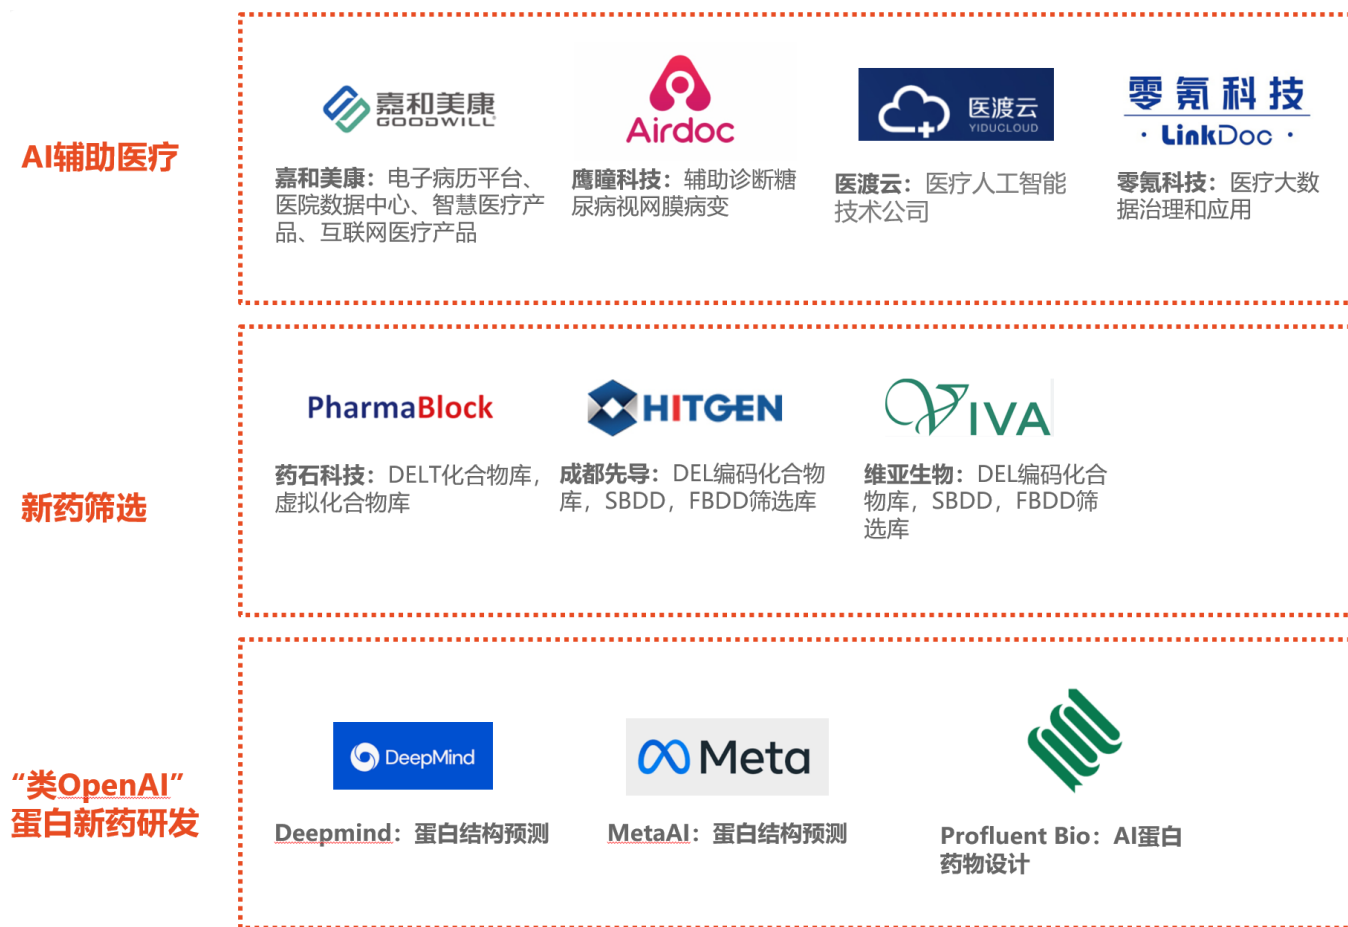 AI辅助医疗
嘉和美康
GOODWILL
Airdoc
医渡云
YIDUCLOUD
零氪科技
·LinkDoc·
嘉和美康：电子病历平台、
医院数据中心、智慧医疗产
品、互联网医疗产品
鹰瞳科技：辅助诊断糖
尿病视网膜病变
医渡云：医疗人工智能
技术公司
零氪科技：医疗大数
据治理和应用
新药筛选
PharmaBlock
HITGEN
VIVA
药石科技：DELT化合物库，
虚拟化合物库
成都先导：DEL编码化合物
库，SBDD，FBDD筛选库
维亚生物：DEL编码化合
物库，SBDD，FBDD筛
选库
“类OpenAI”
蛋白新药研发
DeepMind
Meta
Deepmind：蛋白结构预测
MetaAI：蛋白结构预测
Profluent Bio：AI蛋白
药物设计